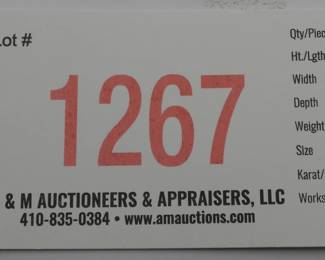 Lot #
1267
& M AUCTIONEERS & APPRAISERS, LLC
410-835-0384 • www.amauctions.com
Qty/Piec
Ht./Lgth
Width
Depth
Weight
Size
Karat/
Works